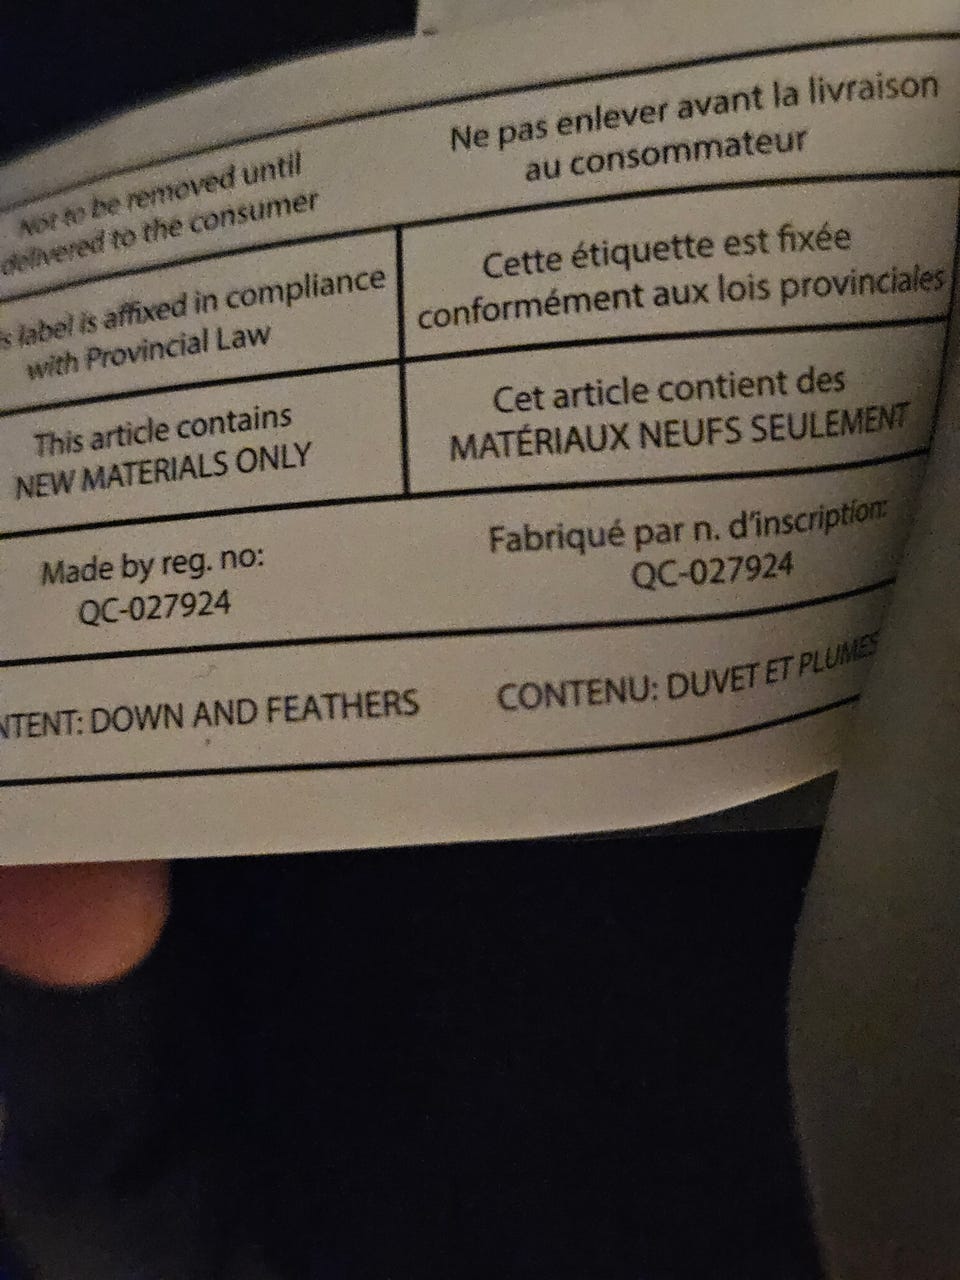 Not to be removed until
delivered to the consumer
Ne pas enlever avant la livraison
au consommateur
s label is affixed in compliance
with Provincial Law
Cette étiquette est fixée
conformément aux lois provinciales
This article contains
NEW MATERIALS ONLY
Cet article contient des
MATÉRIAUX NEUFS SEULEMENT
Made by reg. no:
QC-027924
Fabriqué par n. d'inscription:
QC-027924
NTENT: DOWN AND FEATHERS
CONTENU: DUVET ET PLUMES